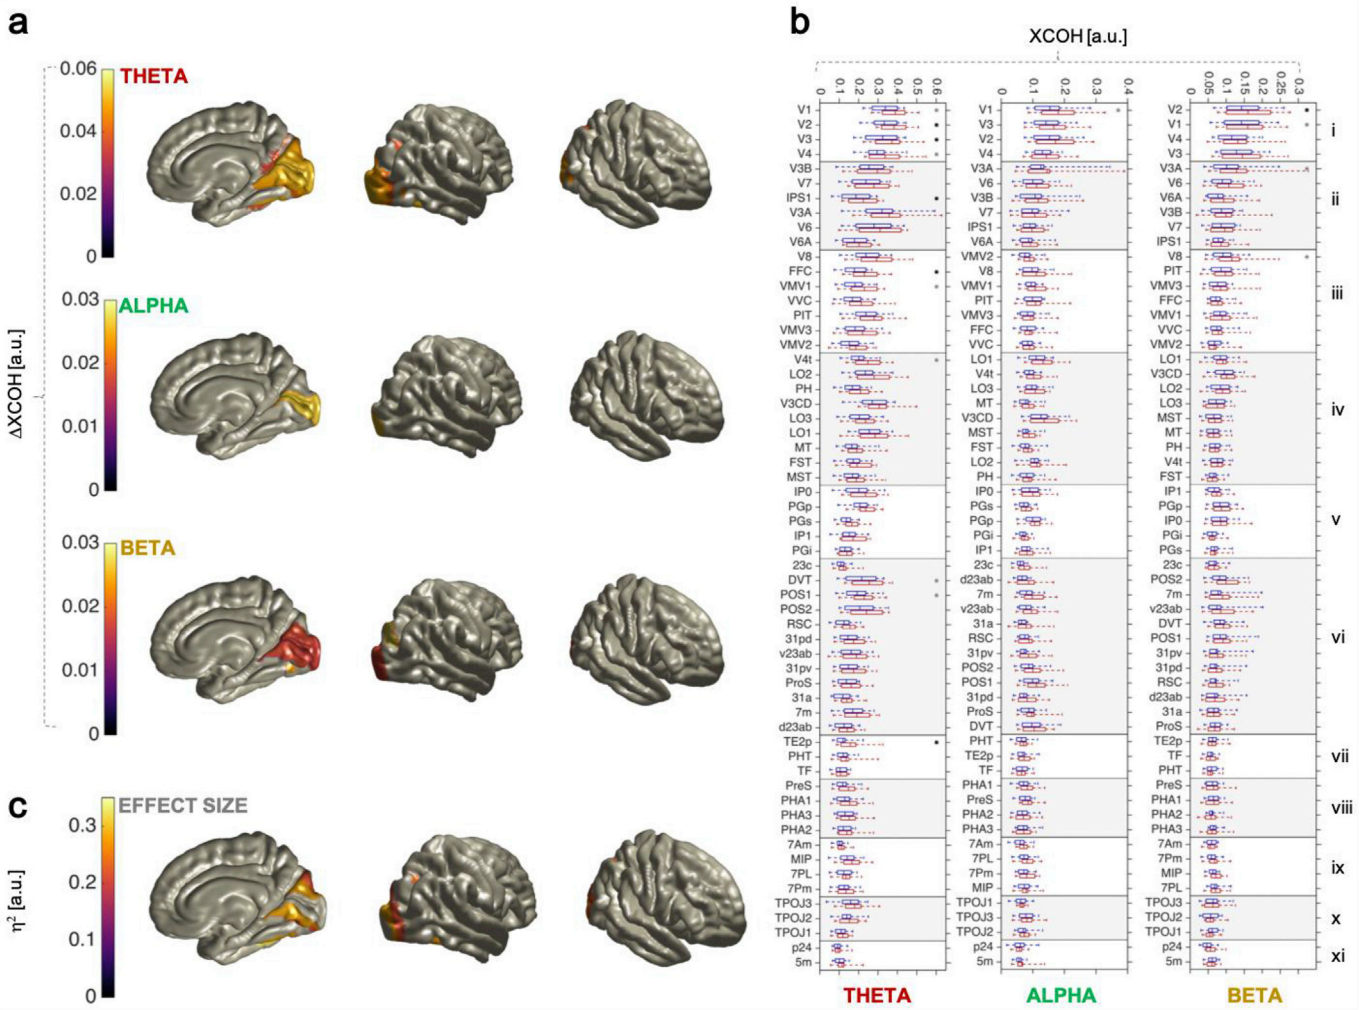 a
0.06
THETA
0.04
0.02
0
0.03
ALPHA
0.02
0.01
0
0.03
BETA
0.02
0.01
0
ΔXCOH [a.u.]
b
XCOH [a.u.]
0 0.1 0.2 0.3 0.4 0.5 0.6
0 0.1 0.2 0.3 0.4
0 0.05 0.1 0.15 0.2 0.25 0.3
V1 V1 V2
V2 V3 V1 i
V3 V2 V4
V4 V4 V3
V3B V3A V3A
V7 V6 V6
IPS1 V3B V6A ii
V3A V7 V3B
V6 IPS1 V7
V6A V6A IPS1
V8 VMV2 V8
FFC V8 PIT
VMV1 VMV1 VMV3 iii
VVC PIT FFC
PIT VMV3 VMV1
VMV3 FFC VVC
VMV2 VVC VMV2
V4t LO1 LO1
LO2 V4t V3CD
PH LO3 LO2
V3CD MT LO3 iv
LO3 V3CD MST
LO1 MST MT
MT FST PH
FST LO2 V4t
MST PH FST
IP0 IP0 IP1
PGp PGs PGp
PGs PGp IP0 v
IP1 PGi PGi
PGi IP1 PGs
23c 23c 23c
DVT d23ab POS2
POS1 7m 7m
POS2 v23ab v23ab
RSC 31a DVT
31pd RSC POS1 vi
v23ab 31pv 31pv
31pv POS2 31pd
ProS POS1 RSC
31a 31pd d23ab
7m ProS 31a
d23ab DVT ProS
TE2p PHT TE2p
PHT TE2p TF vii
TF TF PHT
PreS PHA1 PreS
PHA1 PreS PHA1 viii
PHA3 PHA2 PHA2
PHA2 PHA3 PHA3
7Am 7Am 7Am
MIP 7PL 7Pm ix
7PL 7Pm MIP
7Pm MIP 7PL
TPOJ3 TPOJ1 TPOJ3
TPOJ2 TPOJ3 TPOJ2 x
TPOJ1 TPOJ2 TPOJ1
p24 p24 p24
5m 5m 5m xi
THETA ALPHA BETA
c
EFFECT SIZE
0.3
0.2
0.1
0
η² [a.u.]